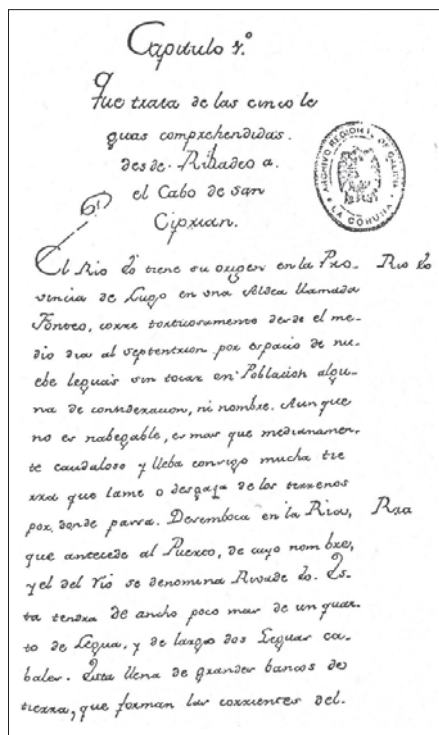 Capitulo 1.º
Que trata de las cinco le
guas comprehendidas.
desde. Ribadeo a.
el Cabo de san
Ciprian.
ARCHIVO REGIONAL DE GALICIA
LA CORUÑA
El Rio Eo tiene su origen en la Pro- Rio Eo
vincia de Lugo en una Aldea llamada
Fonteo, corre tortuosamente desde el me-
dio dia al septentrion por espacio de nu-
ebe leguas sin tocar en Poblacion algu-
na de consideracion, ni nombre. Aunque
no es nabegable, es mas que medianamen-
te caudaloso y lleba consigo mucha tie
rra que lame o desgaja de los terrenos
por donde parra. Desemboca en la Ria, Ria
que antecede al Puerto, de cuyo nombre,
y el del rio se denomina Rivade Eo. Es-
ta tendra de ancho poco mas de un quar-
to de Legua, y de largo dos Leguas ca-
bales. Esta llena de grandes bancos de
tierra, que forman las corrientes del.